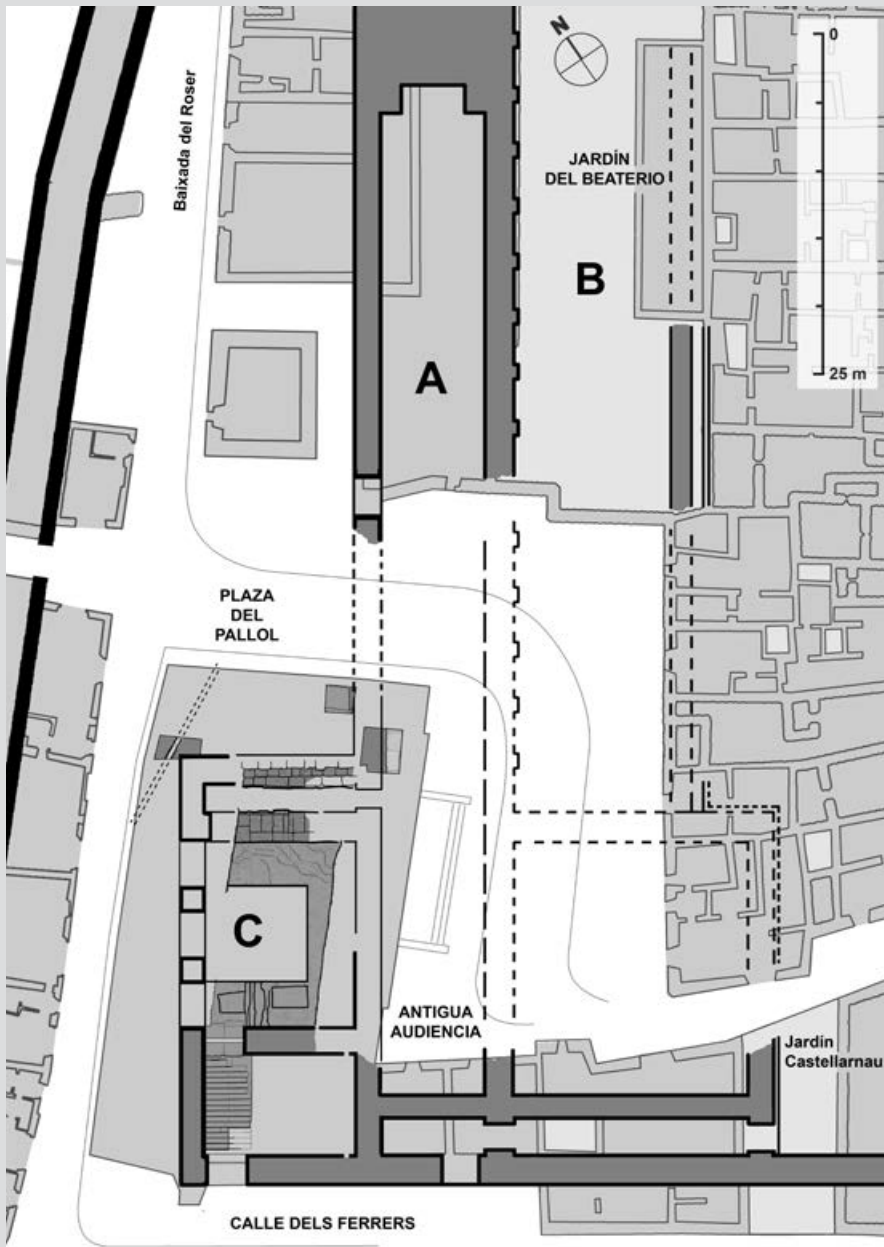 N
0
Baixada del Roser
JARDÍN
DEL BEATERIO
B
A
25 m
PLAZA
DEL
PALLOL
C
ANTIGUA
AUDIENCIA
Jardín
Castellarnau
CALLE DELS FERRERS